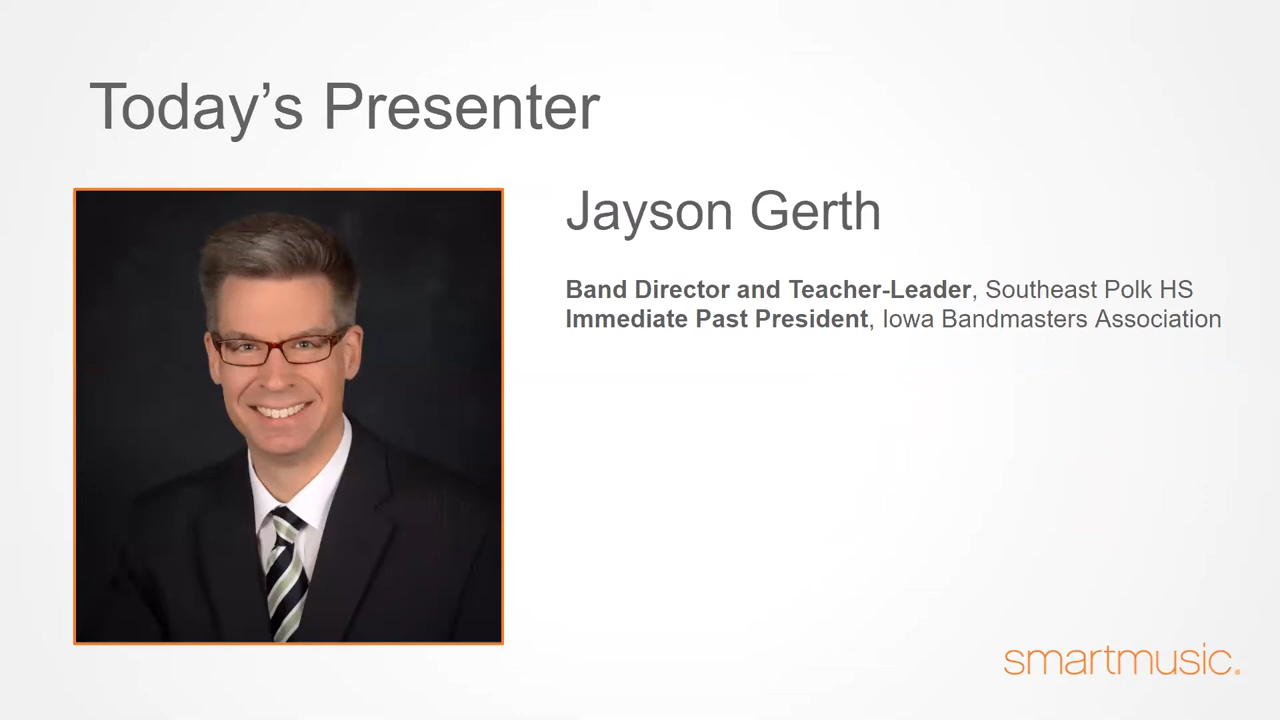 Today’s Presenter
Jayson Gerth
Band Director and Teacher-Leader, Southeast Polk HS
Immediate Past President, Iowa Bandmasters Association
smartmusic.